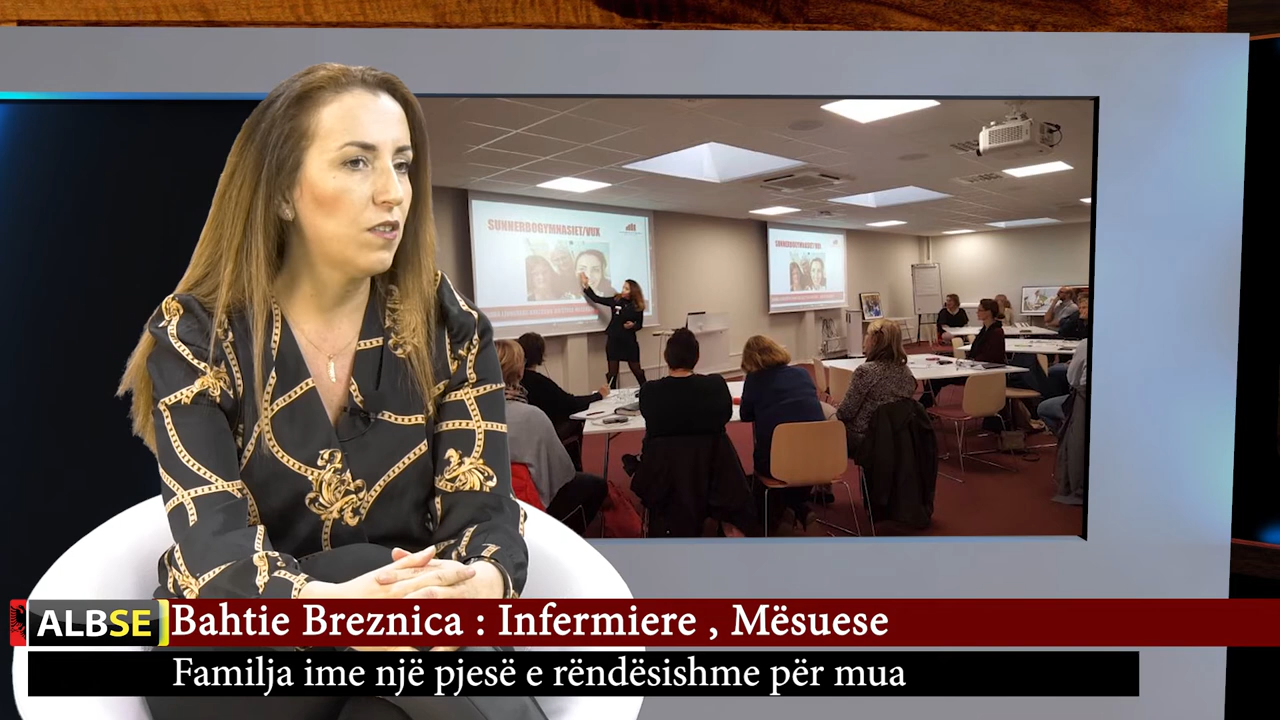 SUNNERBOGYMNASIET/VUX
SUNNERBOGYMNASIET/VUX
ALBSE
Bahtie Breznica : Infermiere , Mësuese
Familja ime një pjesë e rëndësishme për mua